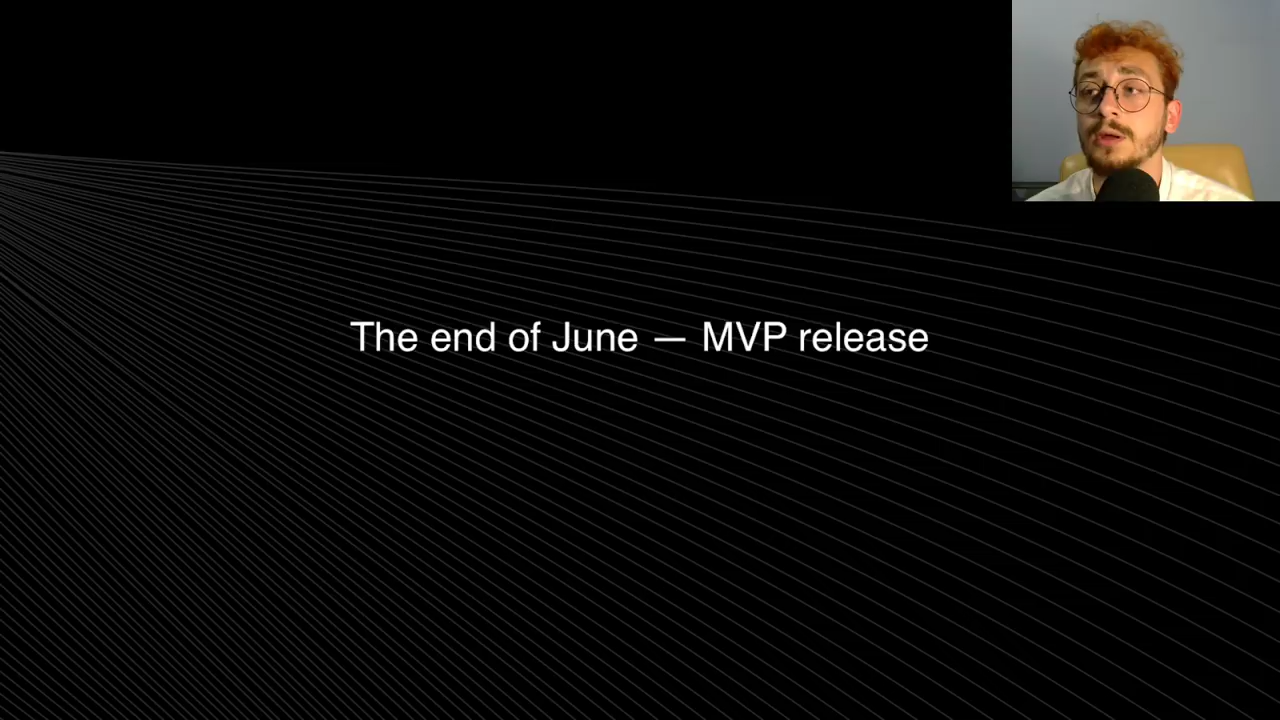 The end of June — MVP release